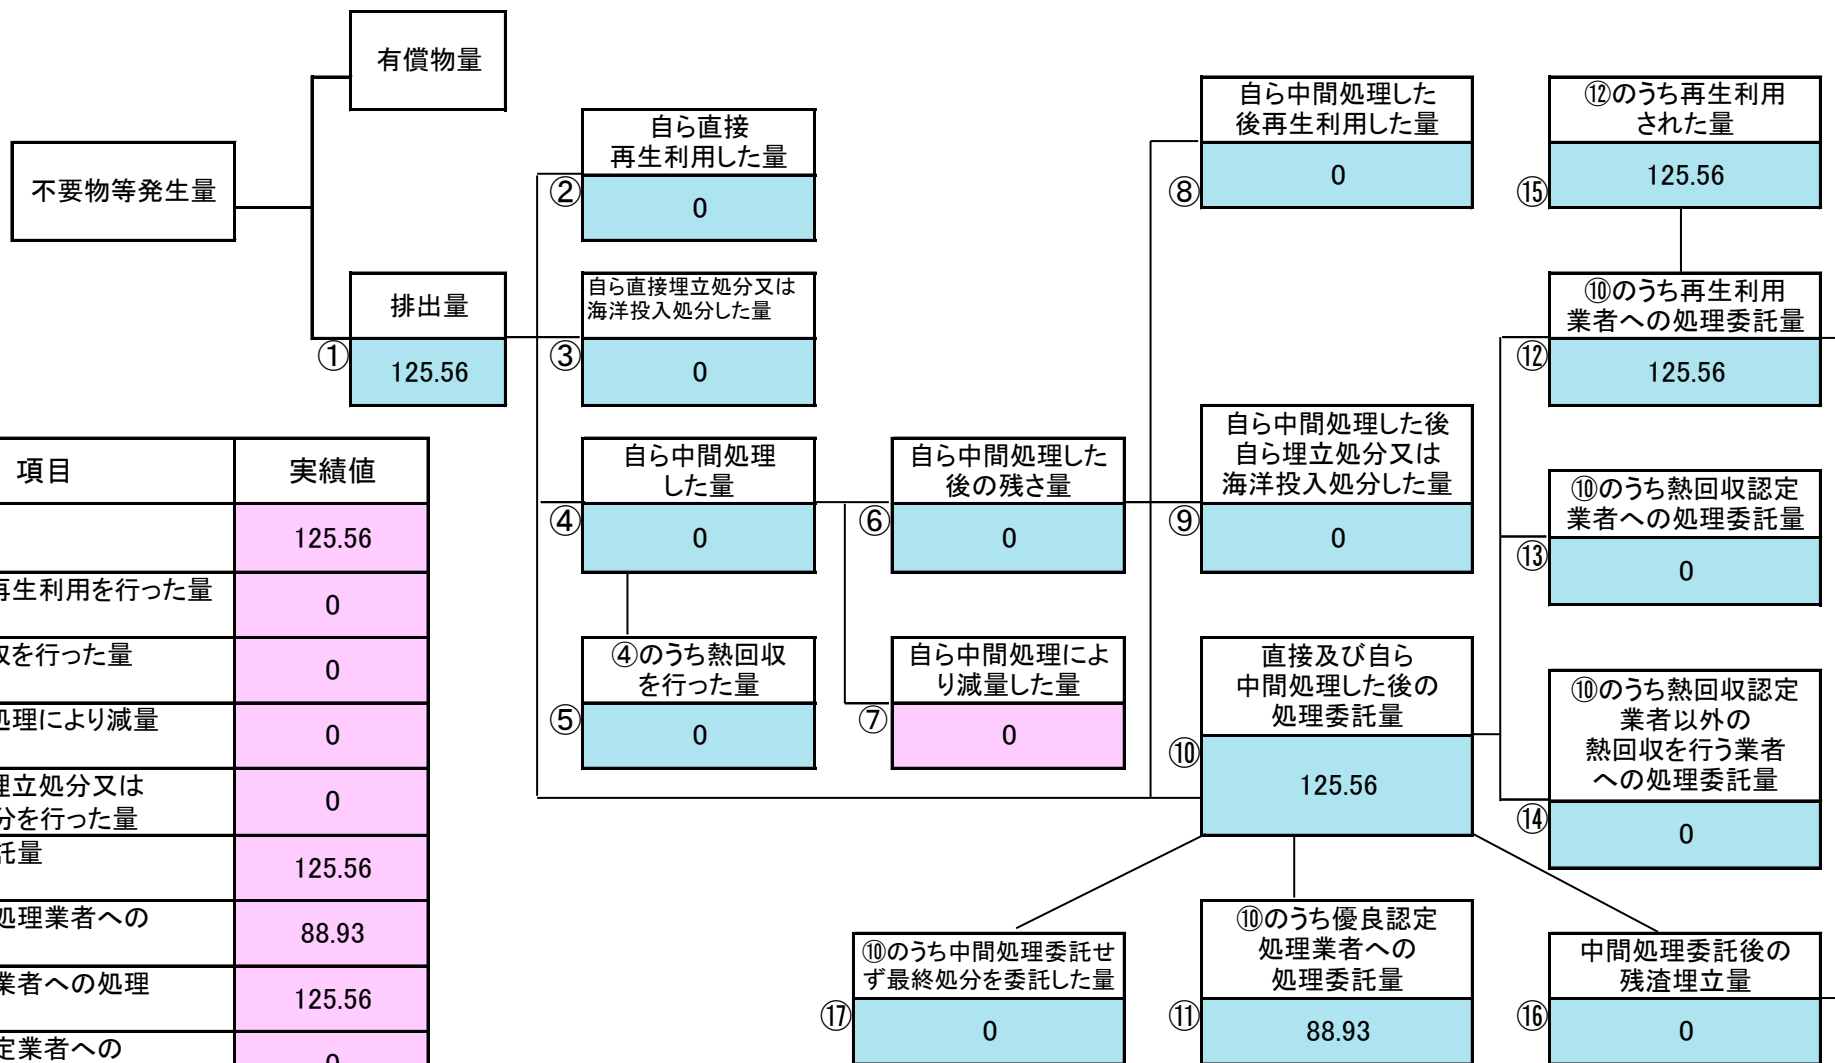 有償物量
不要物等発生量
排出量
①
125.56
自ら直接
再生利用した量
②
0
自ら直接埋立処分又は
海洋投入処分した量
③
0
自ら中間処理
した量
④
0
④のうち熱回収
を行った量
⑤
0
自ら中間処理した
後の残さ量
⑥
0
自ら中間処理によ
り減量した量
⑦
0
自ら中間処理した
後再生利用した量
⑧
0
自ら中間処理した後
自ら埋立処分又は
海洋投入処分した量
⑨
0
直接及び自ら
中間処理した後の
処理委託量
⑩
125.56
⑫のうち再生利用
された量
⑮
125.56
⑩のうち再生利用
業者への処理委託量
⑫
125.56
⑩のうち熱回収認定
業者への処理委託量
⑬
0
⑩のうち熱回収認定
業者以外の
熱回収を行う業者
への処理委託量
⑭
0
⑩のうち中間処理委託せ
ず最終処分を委託した量
⑰
0
⑩のうち優良認定
処理業者への
処理委託量
⑪
88.93
中間処理委託後の
残渣埋立量
⑯
0
項目
実績値
125.56
再生利用を行った量
0
収を行った量
0
処理により減量
0
埋立処分又は
分を行った量
0
託量
125.56
処理業者への
88.93
業者への処理
125.56
定業者への
0